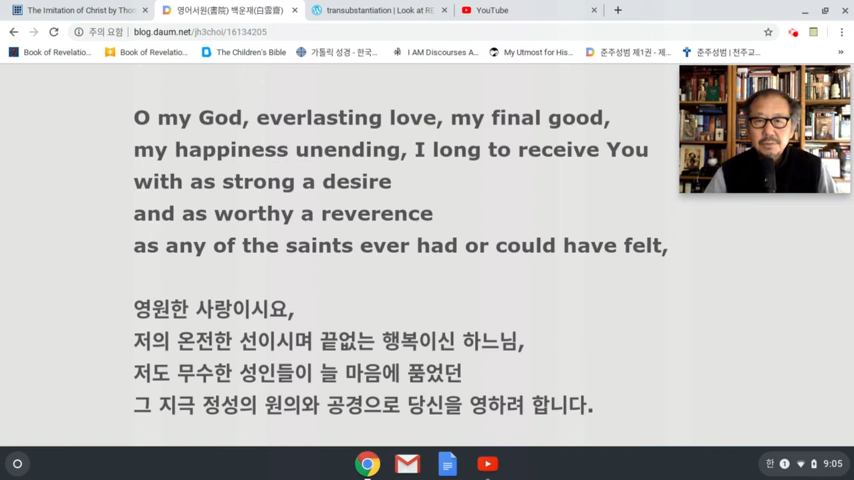 The Imitation of Christ by Thom
영어서원(書院) 백운재(白雲齋)
transubstantiation | Look at RE
YouTube
주의 요함
blog.daum.net/jh3choi/16134205
Book of Revelatio...
Book of Revelatio...
The Children's Bible
가톨릭 성경 - 한국...
I AM Discourses A...
My Utmost for His...
준주성범 제1권 - 제...
준주성범 | 천주교...
»
O my God, everlasting love, my final good,
my happiness unending, I long to receive You
with as strong a desire
and as worthy a reverence
as any of the saints ever had or could have felt,
영원한 사랑이시요,
저의 온전한 선이시며 끝없는 행복이신 하느님,
저도 무수한 성인들이 늘 마음에 품었던
그 지극 정성의 원의와 공경으로 당신을 영하려 합니다.
한 1 9:05